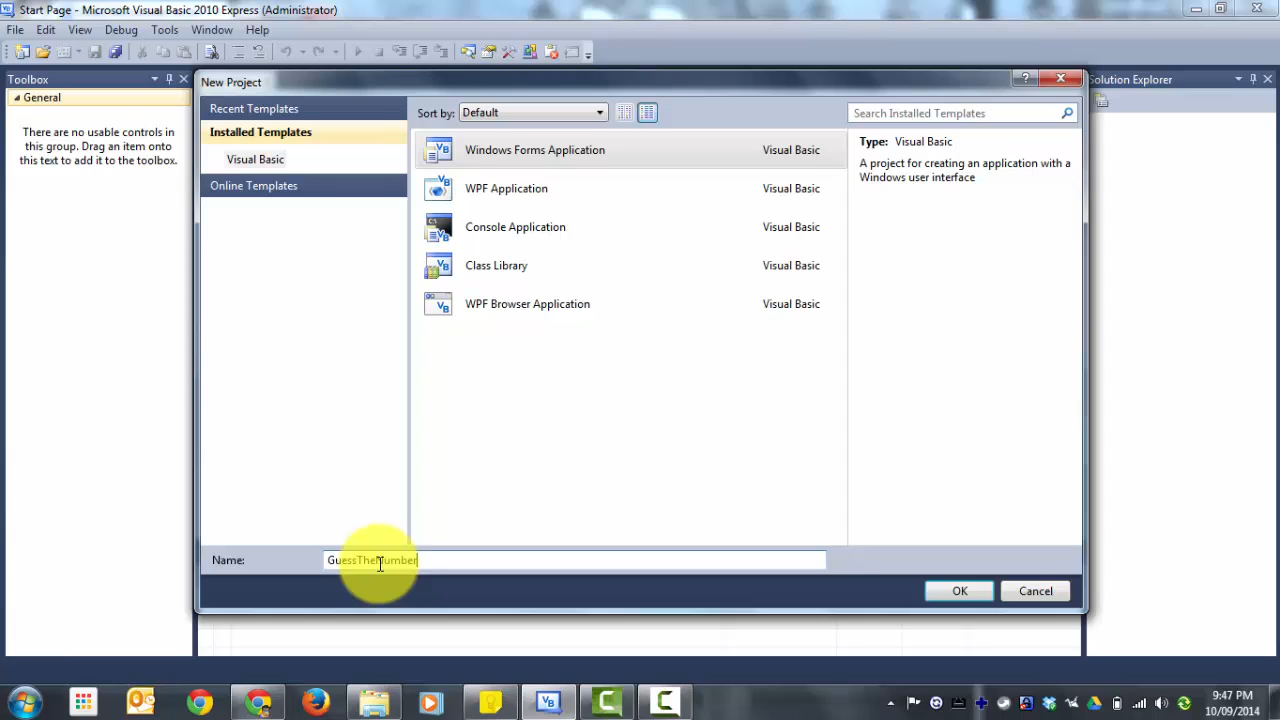 Start Page - Microsoft Visual Basic 2010 Express (Administrator)
File Edit View Debug Tools Window Help
Toolbox
General
There are no usable controls in
this group. Drag an item onto
this text to add it to the toolbox.
New Project
Recent Templates
Installed Templates
Visual Basic
Online Templates
Sort by: Default
Search Installed Templates
Windows Forms Application Visual Basic
WPF Application Visual Basic
Console Application Visual Basic
Class Library Visual Basic
WPF Browser Application Visual Basic
Type: Visual Basic
A project for creating an application with a
Windows user interface
Name: GuessTheNumber
OK Cancel
Solution Explorer
9:47 PM
10/09/2014